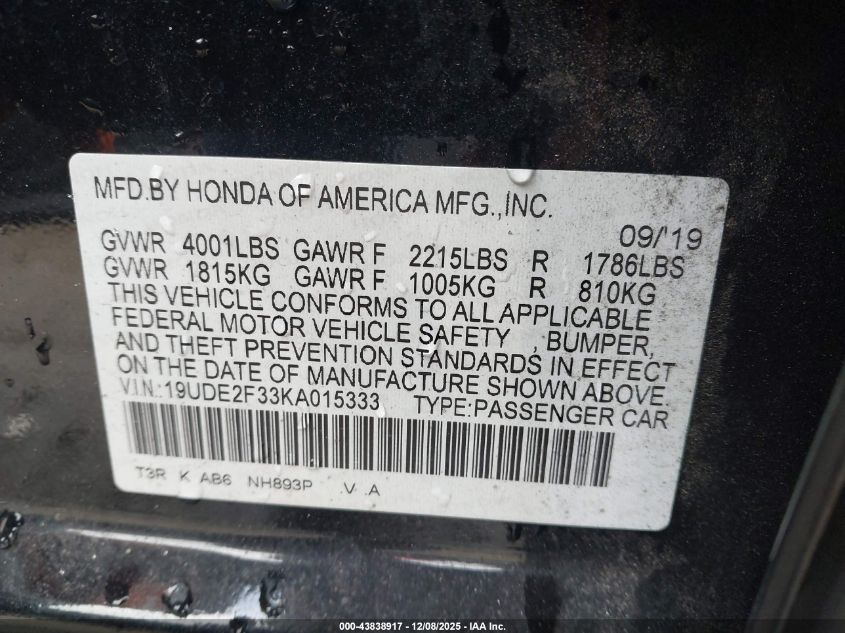 MFD.BY HONDA OF AMERICA MFG.,INC.
09/'19
GVWR 4001LBS GAWR F 2215LBS R 1786LBS
GVWR 1815KG GAWR F 1005KG R 810KG
THIS VEHICLE CONFORMS TO ALL APPLICABLE
FEDERAL MOTOR VEHICLE SAFETY , BUMPER,
AND THEFT PREVENTION STANDARDS IN EFFECT
ON THE DATE OF MANUFACTURE SHOWN ABOVE.
V.I.N.:19UDE2F33KA015333 TYPE:PASSENGER CAR
T3R K AB6 NH893P .V .A
000-43838917 - 12/08/2025 - IAA Inc.